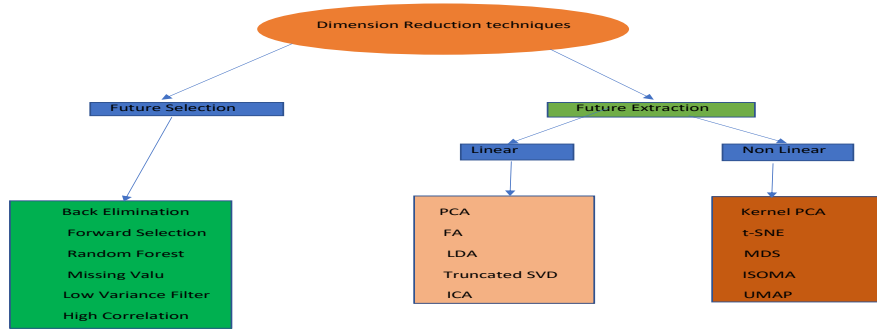 Dimension Reduction techniques
Future Selection
Future Extraction
Linear
Non Linear
Back Elimination
Forward Selection
Random Forest
Missing Valu
Low Variance Filter
High Correlation
PCA
FA
LDA
Truncated SVD
ICA
Kernel PCA
t-SNE
MDS
ISOMA
UMAP